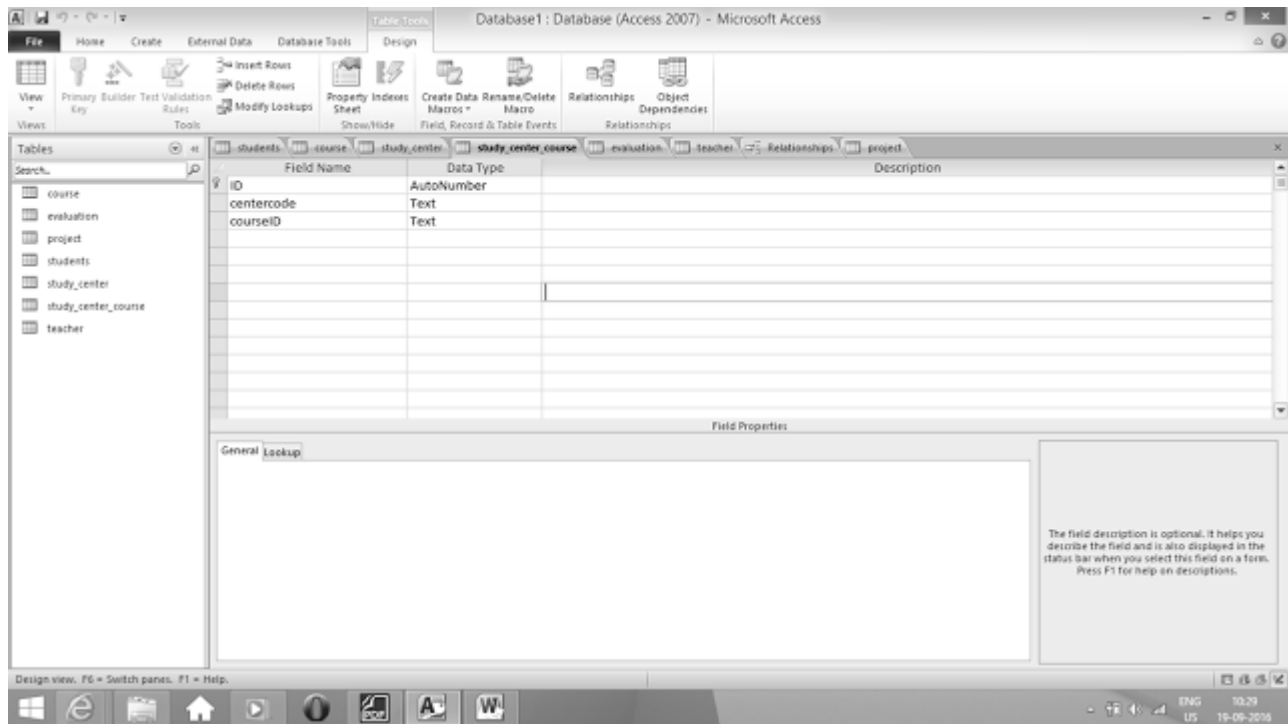 Table Tools
Database1 : Database (Access 2007) - Microsoft Access
File Home Create External Data Database Tools Design
View
Views
Primary Key
Builder
Test Validation Rules
Insert Rows
Delete Rows
Modify Lookups
Tools
Property Sheet
Indexes
Show/Hide
Create Data Macros
Rename/Delete Macro
Field, Record & Table Events
Relationships
Object Dependencies
Relationships
Tables
Search...
course
evaluation
project
students
study_center
study_center_course
teacher
students course study_center study_center_course evaluation teacher Relationships project
Field Name Data Type Description
ID AutoNumber
centercode Text
courseID Text
Field Properties
General Lookup
The field description is optional. It helps you
describe the field and is also displayed in the
status bar when you select this field on a form.
Press F1 for help on descriptions.
Design view. F6 = Switch panes. F1 = Help.
PDF
ENG
US
10:29
19-09-2016